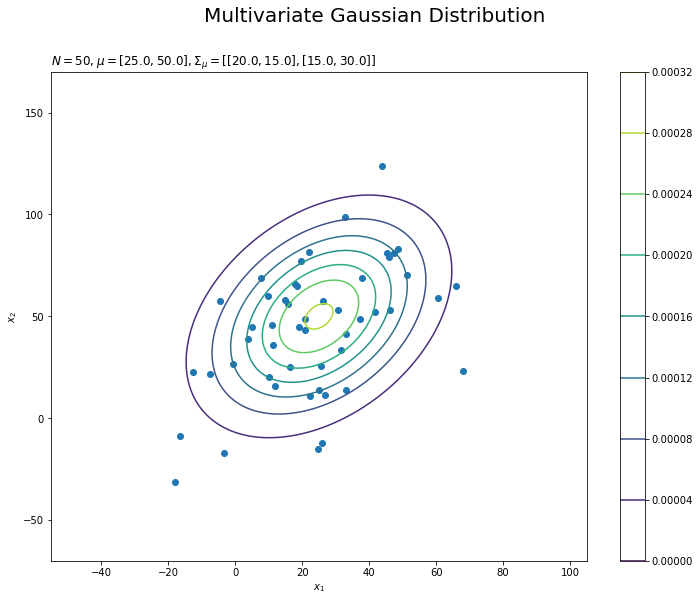 Multivariate Gaussian Distribution
N = 50, μ = [25.0, 50.0], Σμ = [[20.0, 15.0], [15.0, 30.0]]
150
100
50
0
−50
x₂
−40 −20 0 20 40 60 80 100
x₁
0.00032
0.00028
0.00024
0.00020
0.00016
0.00012
0.00008
0.00004
0.00000